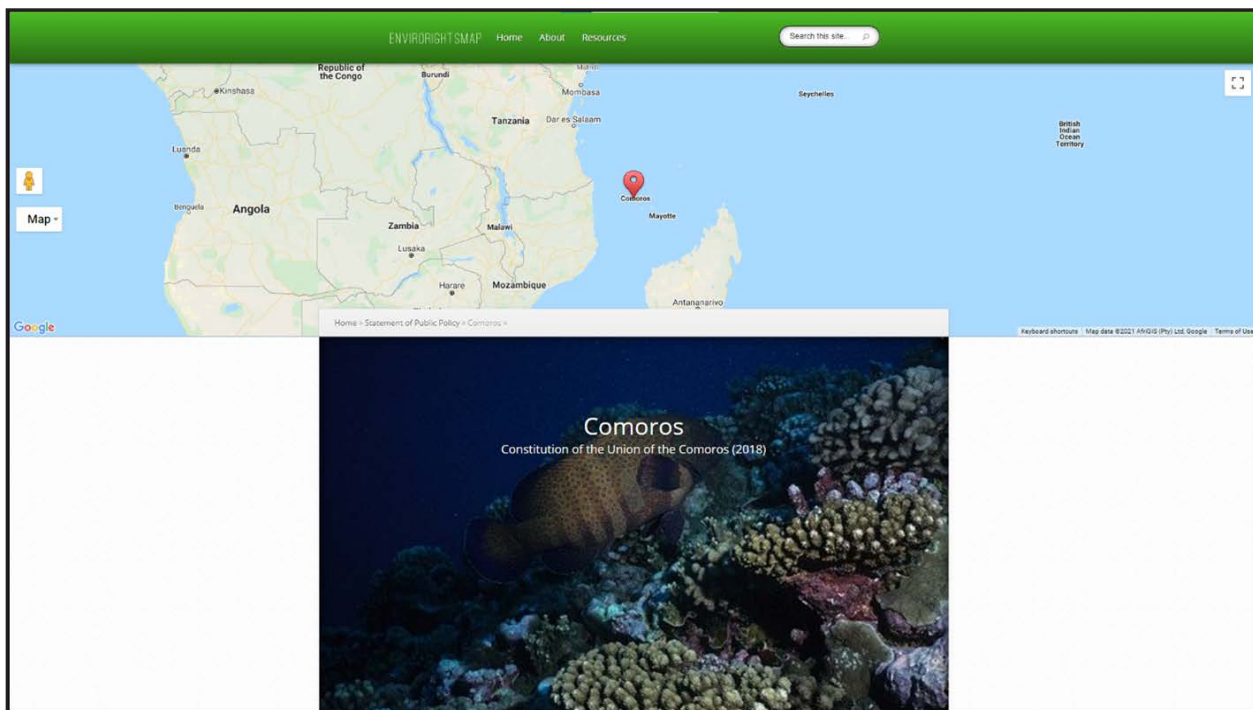 ENVIRORIGHTSMAP Home About Resources
Search this site...
Republic of
the Congo
Burundi
Kinshasa
Mombasa
Seychelles
Tanzania
Dar es Salaam
British
Indian
Ocean
Territory
Luanda
Comoros
Mayotte
Benguela
Angola
Map
Zambia
Malawi
Lusaka
Harare
Mozambique
Antananarivo
Google
Home » Statement of Public Policy » Comoros »
Keyboard shortcuts Map data ©2021 AfriGIS (Pty) Ltd, Google Terms of Use
Comoros
Constitution of the Union of the Comoros (2018)